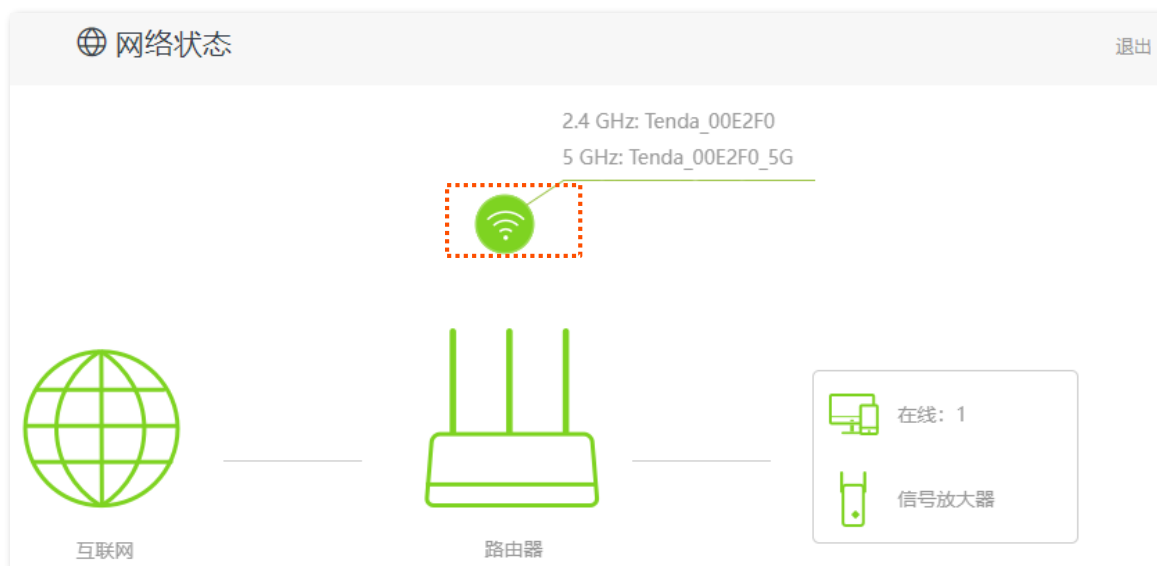 网络状态
退出
2.4 GHz: Tenda_00E2F0
5 GHz: Tenda_00E2F0_5G
在线：1
信号放大器
互联网
路由器